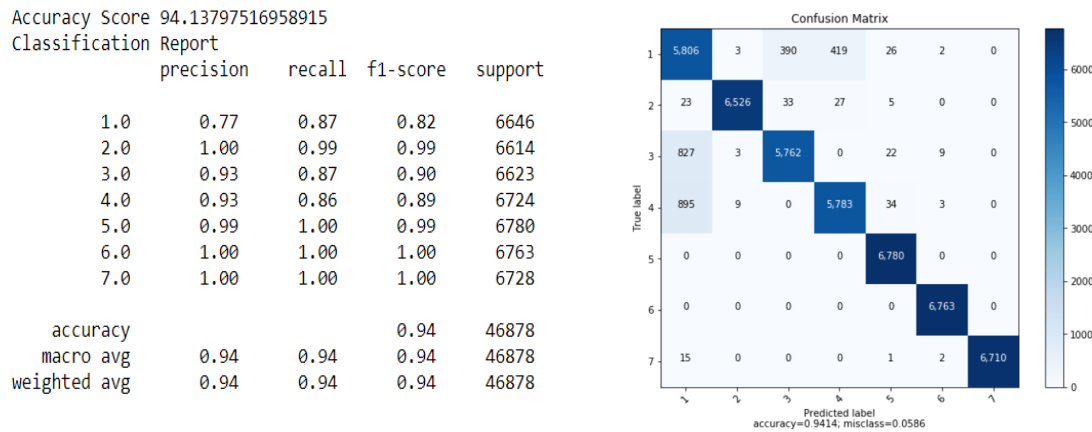 Accuracy Score 94.13797516958915
Classification Report
precision recall f1-score support
1.0 0.77 0.87 0.82 6646
2.0 1.00 0.99 0.99 6614
3.0 0.93 0.87 0.90 6623
4.0 0.93 0.86 0.89 6724
5.0 0.99 1.00 0.99 6780
6.0 1.00 1.00 1.00 6763
7.0 1.00 1.00 1.00 6728
accuracy 0.94 46878
macro avg 0.94 0.94 0.94 46878
weighted avg 0.94 0.94 0.94 46878
Confusion Matrix
True label
1 5,806 3 390 419 26 2 0
2 23 6,526 33 27 5 0 0
3 827 3 5,762 0 22 9 0
4 895 9 0 5,783 34 3 0
5 0 0 0 0 6,780 0 0
6 0 0 0 0 0 6,763 0
7 15 0 0 0 1 2 6,710
1 2 3 4 5 6 7
Predicted label
accuracy=0.9414; misclass=0.0586
6000
5000
4000
3000
2000
1000
0